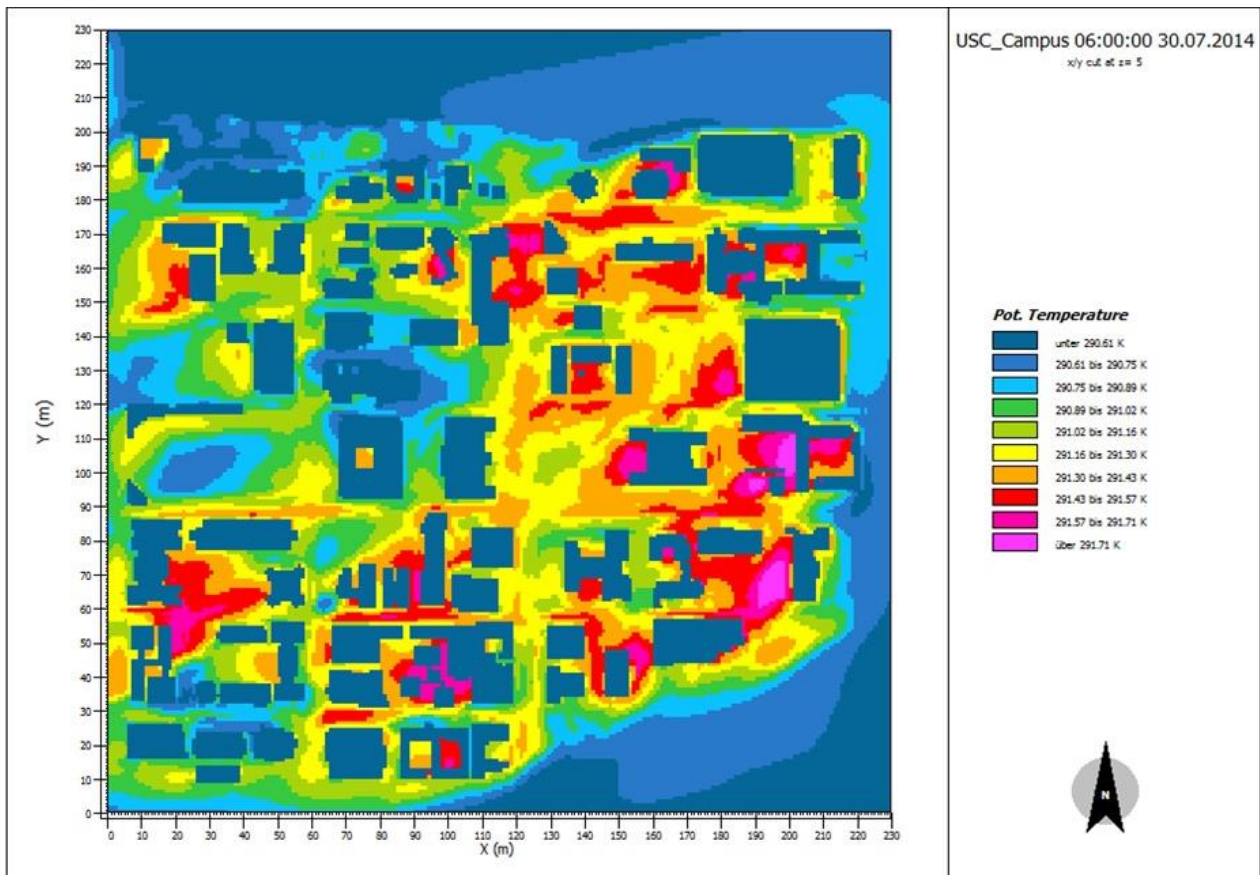 USC_Campus 06:00:00 30.07.2014
x/y cut at z= 5
230
220
210
200
190
180
170
160
150
140
130
120
110
100
90
80
70
60
50
40
30
20
10
0
Y (m)
0 10 20 30 40 50 60 70 80 90 100 110 120 130 140 150 160 170 180 190 200 210 220 230
X (m)
Pot. Temperature
unter 290.61 K
290.61 bis 290.75 K
290.75 bis 290.89 K
290.89 bis 291.02 K
291.02 bis 291.16 K
291.16 bis 291.30 K
291.30 bis 291.43 K
291.43 bis 291.57 K
291.57 bis 291.71 K
über 291.71 K
N